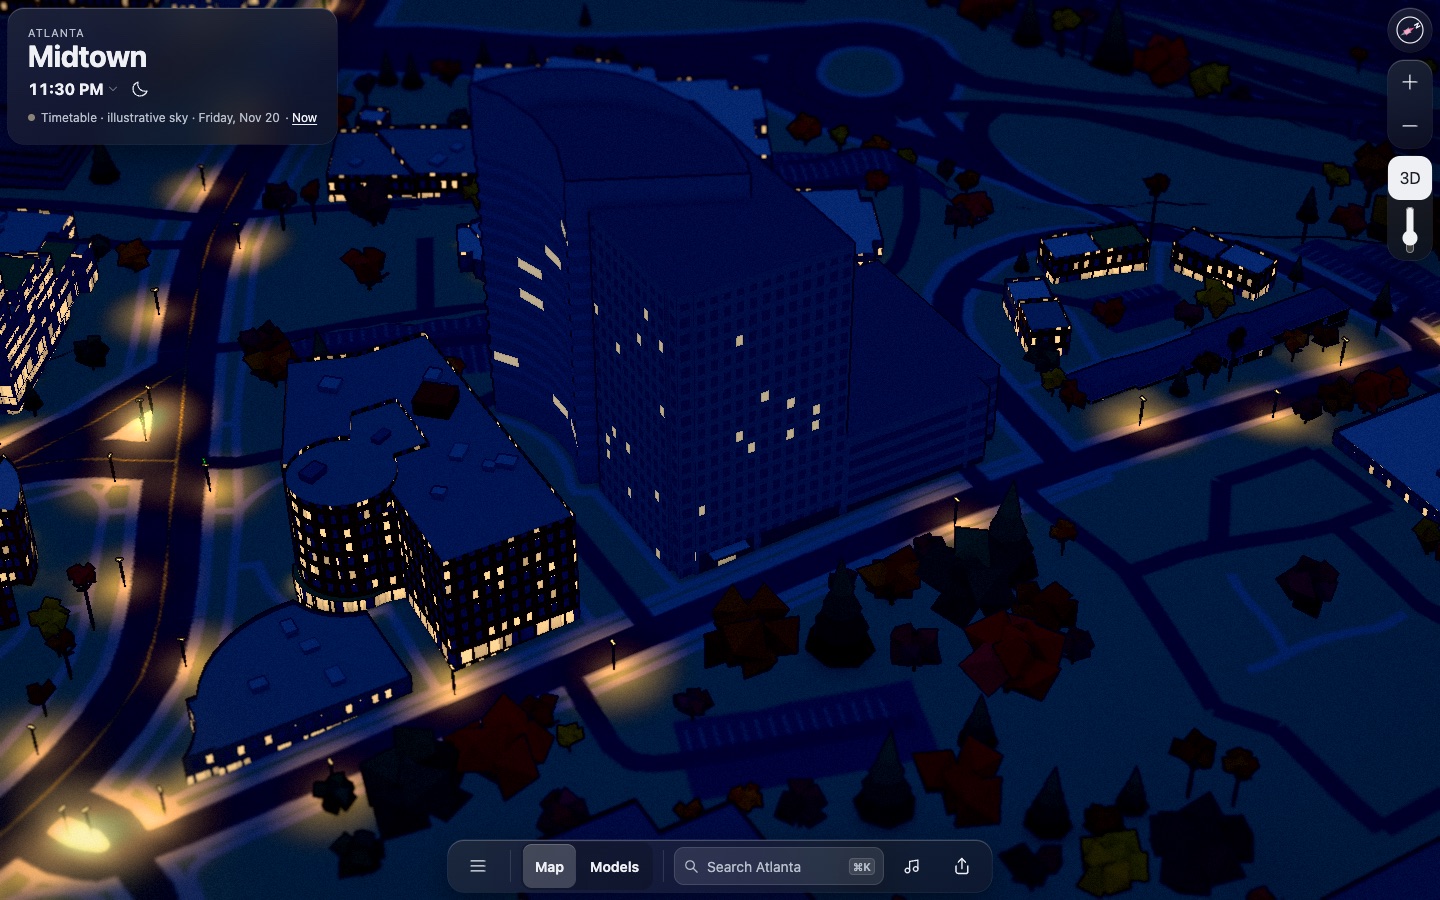 ATLANTA
Midtown
11:30 PM
Timetable · illustrative sky · Friday, Nov 20 · Now
N
3D
Map
Models
Search Atlanta
⌘K